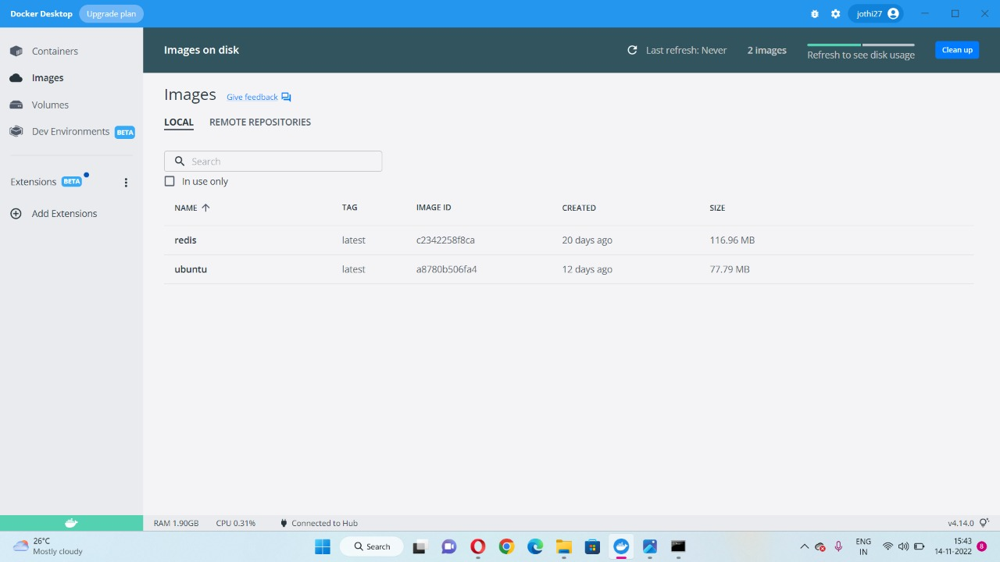 Docker Desktop Upgrade plan jothi27
Containers
Images
Volumes
Dev Environments BETA
Extensions BETA
Add Extensions
Images on disk Last refresh: Never 2 images Refresh to see disk usage Clean up
Images Give feedback
LOCAL REMOTE REPOSITORIES
Search
In use only
NAME TAG IMAGE ID CREATED SIZE
redis latest c2342258f8ca 20 days ago 116.96 MB
ubuntu latest a8780b506fa4 12 days ago 77.79 MB
RAM 1.90GB CPU 0.31% Connected to Hub v4.14.0
26°C
Mostly cloudy
Search
ENG
IN
15:43
14-11-2022
8